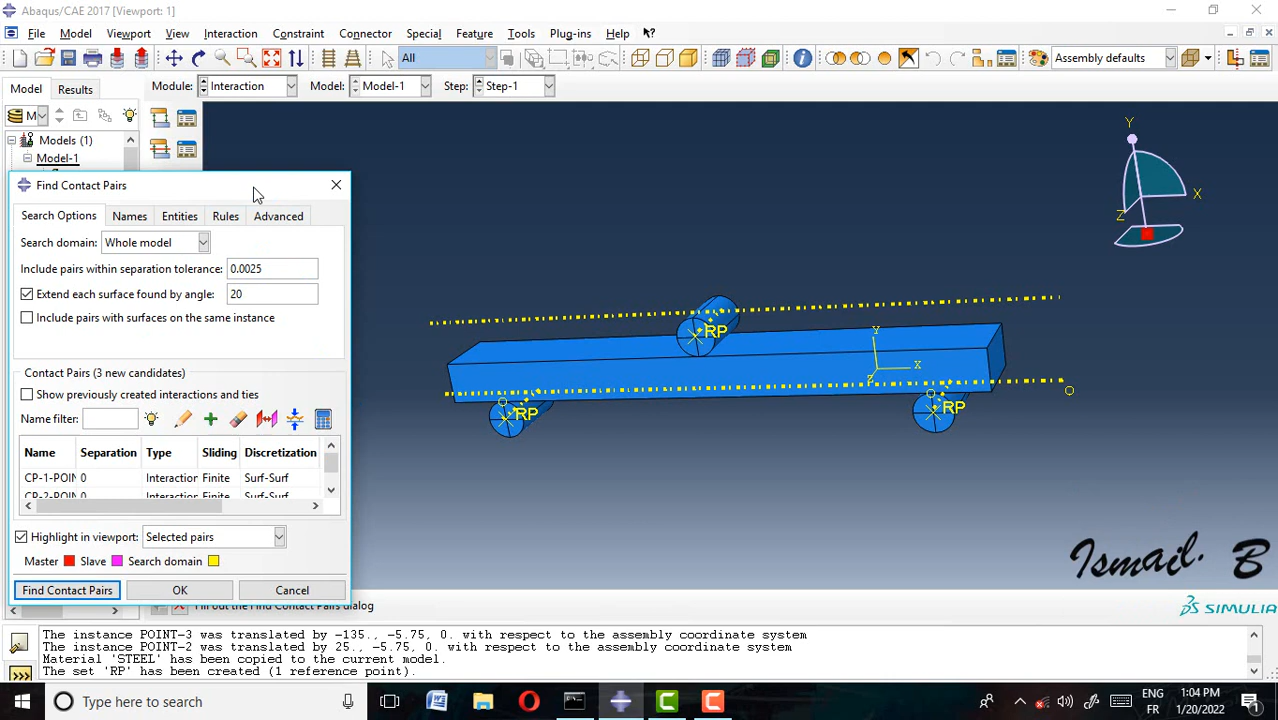 Abaqus/CAE 2017 [Viewport: 1]
File Model Viewport View Interaction Constraint Connector Special Feature Tools Plug-ins Help
All Assembly defaults
Model Results Module: Interaction Model: Model-1 Step: Step-1
M
Models (1)
Model-1
Find Contact Pairs
Search Options Names Entities Rules Advanced
Search domain: Whole model
Include pairs within separation tolerance: 0.0025
Extend each surface found by angle: 20
Include pairs with surfaces on the same instance
Contact Pairs (3 new candidates)
Show previously created interactions and ties
Name filter:
Name Separation Type Sliding Discretization
CP-1-POIN 0 Interaction Finite Surf-Surf
CP-2-POIN 0 Interaction Finite Surf-Surf
Highlight in viewport: Selected pairs
Master Slave Search domain
Find Contact Pairs OK Cancel
Y
X
Z
RP
Y
X
Z
RP
RP
Ismail. B
Fill out the Find Contact Pairs dialog
SIMULIA
The instance POINT-3 was translated by -135., -5.75, 0. with respect to the assembly coordinate system
The instance POINT-2 was translated by 25., -5.75, 0. with respect to the assembly coordinate system
Material 'STEEL' has been copied to the current model.
The set 'RP' has been created (1 reference point).
Type here to search
ENG
FR
1:04 PM
1/20/2022
1